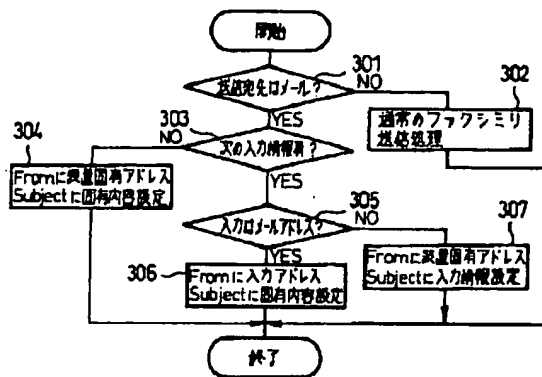 開始
301
送信宛先はメール?
NO
302
YES
通常のファクシミリ
送信処理
303
304
NO
次の入力情報有?
Fromに装置固有アドレス
Subjectに固有内容設定
YES
305
入力はメールアドレス?
NO
307
306
YES
Fromに入力アドレス
Subjectに固有内容設定
Fromに装置固有アドレス
Subjectに入力情報設定
終了